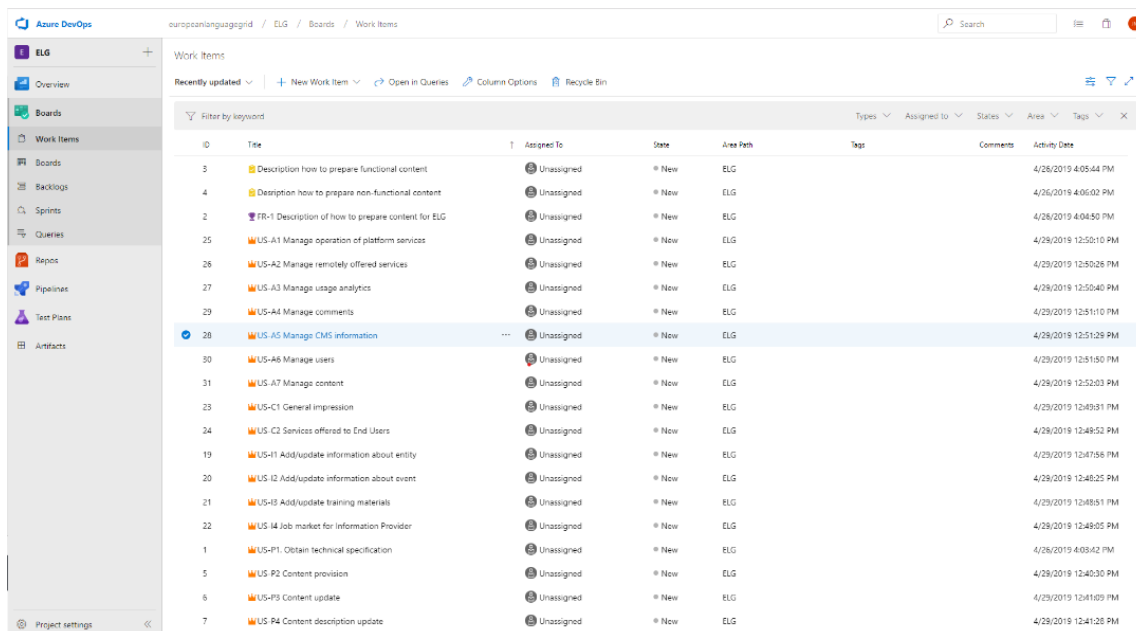 Azure DevOps
europeanlanguagegrid / ELG / Boards / Work Items
Search
E ELG
Work Items
Overview
Recently updated New Work Item Open in Queries Column Options Recycle Bin
Boards
Filter by keyword Types Assigned to States Area Tags
Work Items
Boards
Backlogs
Sprints
Queries
Repos
Pipelines
Test Plans
Artifacts
Project settings
ID Title ↑ Assigned To State Area Path Tags Comments Activity Date
3 Description how to prepare functional content Unassigned New ELG 4/26/2019 4:05:44 PM
4 Desription how to prepare non-functional content Unassigned New ELG 4/26/2019 4:06:02 PM
2 FR-1 Description of how to prepare content for ELG Unassigned New ELG 4/26/2019 4:04:50 PM
25 US-A1 Manage operation of platform services Unassigned New ELG 4/29/2019 12:50:10 PM
26 US-A2 Manage remotely offered services Unassigned New ELG 4/29/2019 12:50:26 PM
27 US-A3 Manage usage analytics Unassigned New ELG 4/29/2019 12:50:40 PM
29 US-A4 Manage comments Unassigned New ELG 4/29/2019 12:51:10 PM
28 US-A5 Manage CMS information ... Unassigned New ELG 4/29/2019 12:51:29 PM
30 US-A6 Manage users Unassigned New ELG 4/29/2019 12:51:50 PM
31 US-A7 Manage content Unassigned New ELG 4/29/2019 12:52:03 PM
23 US-C1 General impression Unassigned New ELG 4/29/2019 12:49:31 PM
24 US-C2 Services offered to End Users Unassigned New ELG 4/29/2019 12:49:52 PM
19 US-I1 Add/update information about entity Unassigned New ELG 4/29/2019 12:47:56 PM
20 US-I2 Add/update information about event Unassigned New ELG 4/29/2019 12:48:25 PM
21 US-I3 Add/update training materials Unassigned New ELG 4/29/2019 12:48:51 PM
22 US-I4 Job market for Information Provider Unassigned New ELG 4/29/2019 12:49:05 PM
1 US-P1. Obtain technical specification Unassigned New ELG 4/26/2019 4:03:42 PM
5 US-P2 Content provision Unassigned New ELG 4/29/2019 12:40:30 PM
6 US-P3 Content update Unassigned New ELG 4/29/2019 12:41:09 PM
7 US-P4 Content description update Unassigned New ELG 4/29/2019 12:41:28 PM